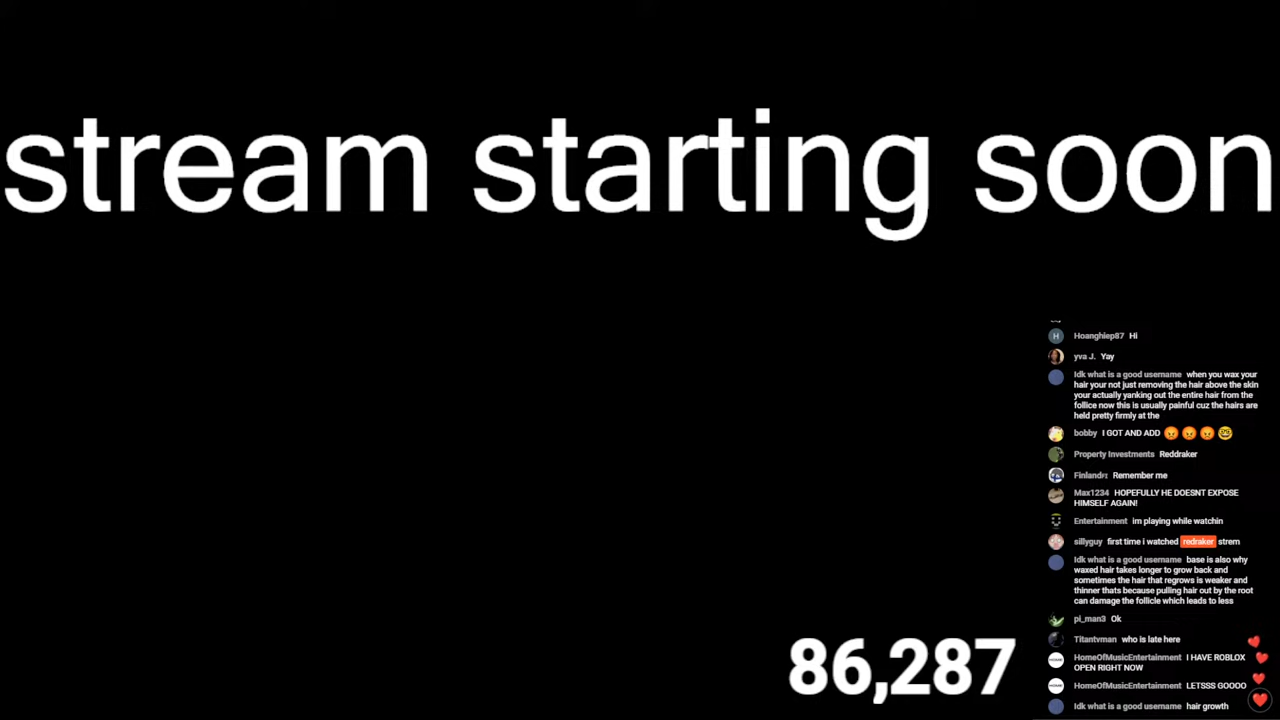 stream starting soon
Hoanghiep87 Hi
yva J. Yay
Idk what is a good username when you wax your
hair your not just removing the hair above the skin
your actually yanking out the entire hair from the
follice now this is usually painful cuz the hairs are
held pretty firmly at the
bobby I GOT AND ADD 😡 😡 😡 🤓
Property Investments Reddraker
Finland Remember me
Max1234 HOPEFULLY HE DOESNT EXPOSE
HIMSELF AGAIN!
Entertainment im playing while watchin
sillyguy first time i watched redraker strem
Idk what is a good username base is also why
waxed hair takes longer to grow back and
sometimes the hair that regrows is weaker and
thinner thats because pulling hair out by the root
can damage the follicle which leads to less
pi_man3 Ok
Titantvman who is late here
HomeOfMusicEntertainment I HAVE ROBLOX
OPEN RIGHT NOW
HomeOfMusicEntertainment LETSSS GOOOO
Idk what is a good username hair growth
86,287